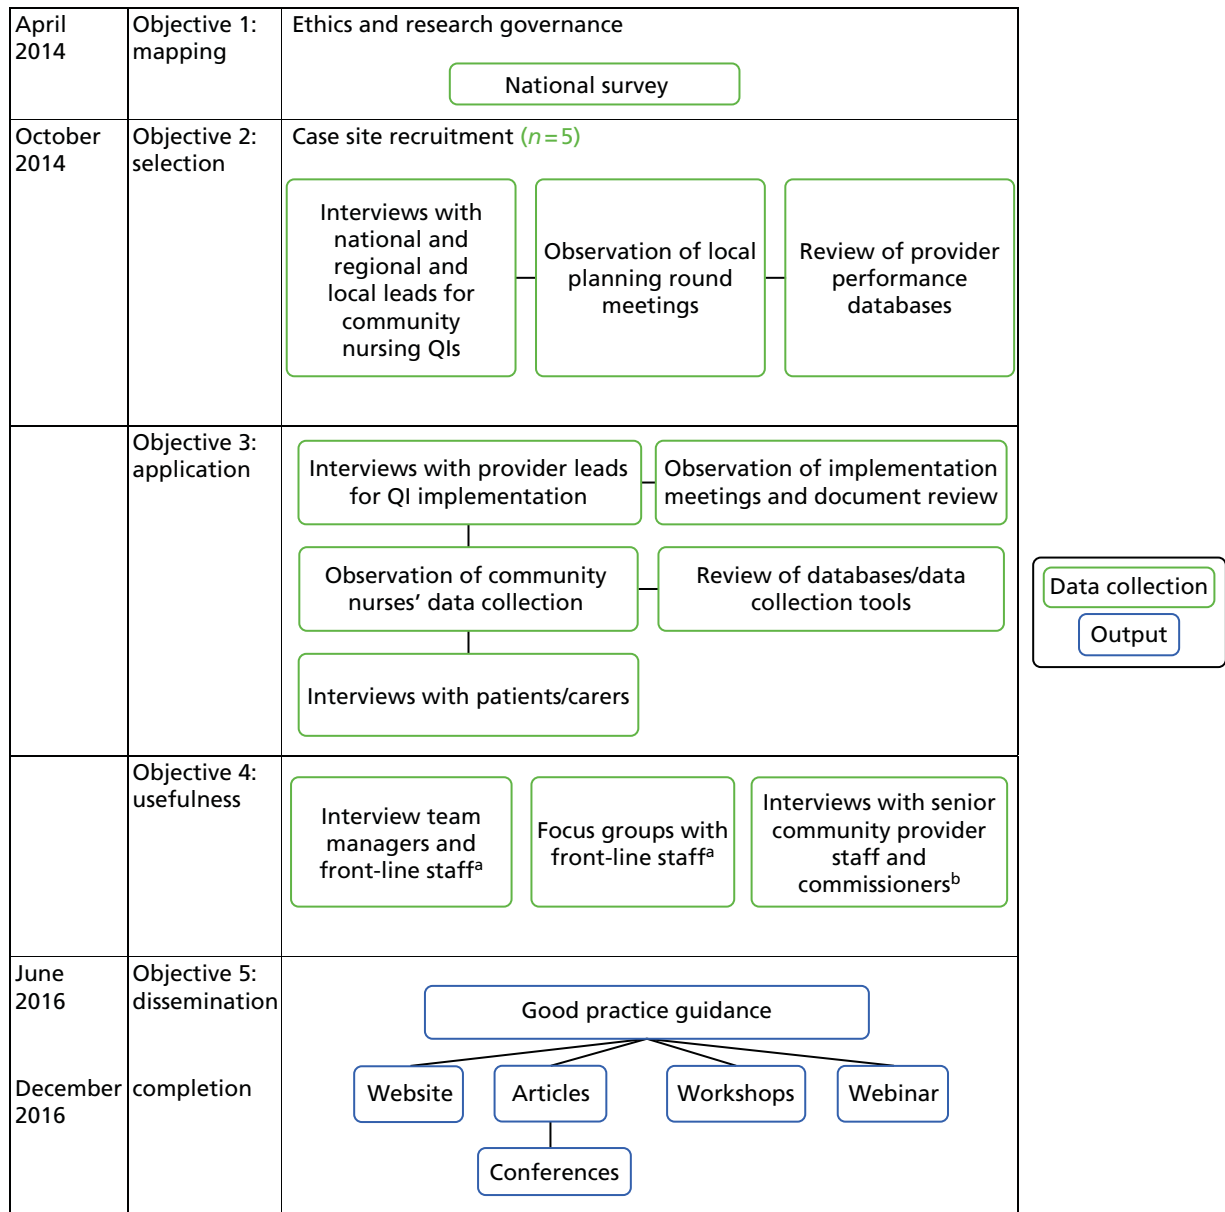 April
2014
Objective 1:
mapping
Ethics and research governance
National survey
October
2014
Objective 2:
selection
Case site recruitment (n=5)
Interviews with
national and
regional and
local leads for
community
nursing QIs
Observation of local
planning round
meetings
Review of provider
performance
databases
Objective 3:
application
Interviews with provider leads
for QI implementation
Observation of implementation
meetings and document review
Observation of community
nurses’ data collection
Review of databases/data
collection tools
Interviews with patients/carers
Objective 4:
usefulness
Interview team
managers and
front-line staffᵃ
Focus groups with
front-line staffᵃ
Interviews with senior
community provider
staff and
commissionersᵇ
June
2016
Objective 5:
dissemination
Good practice guidance
December
2016
completion
Website
Articles
Workshops
Webinar
Conferences
Data collection
Output